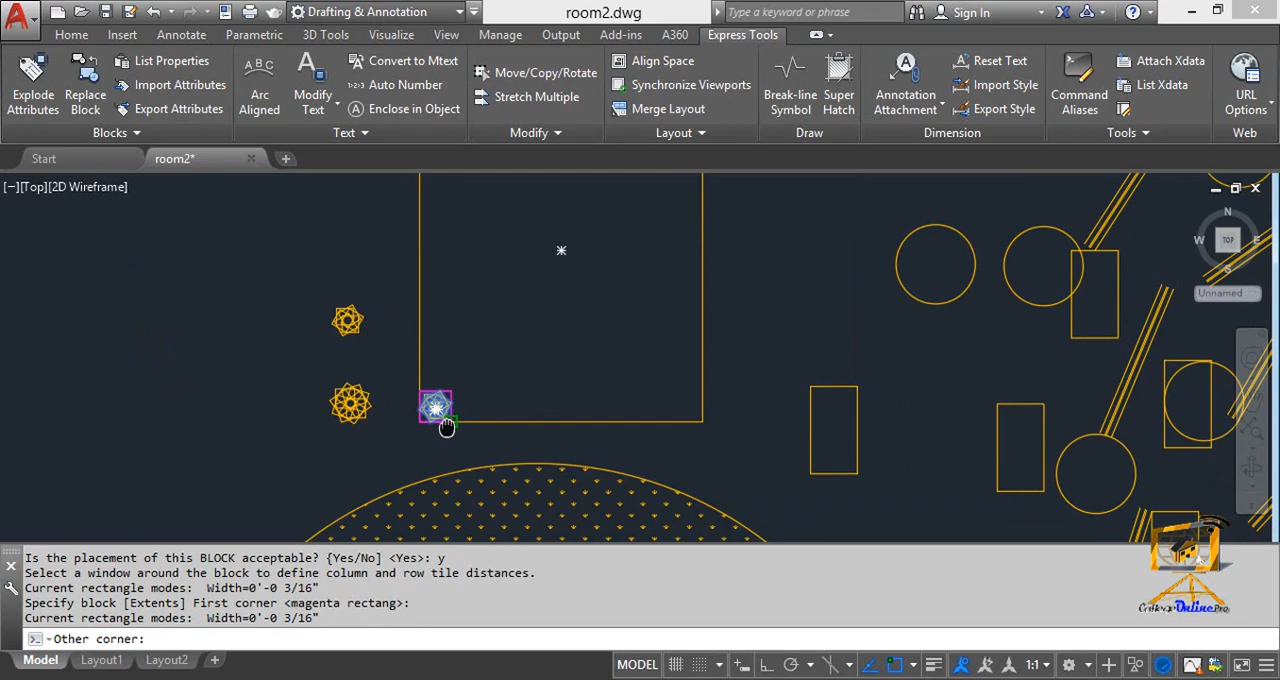 Drafting & Annotation
room2.dwg
Type a keyword or phrase
Sign In
Home Insert Annotate Parametric 3D Tools Visualize View Manage Output Add-ins A360 Express Tools
List Properties Convert to Mtext Move/Copy/Rotate Align Space Reset Text Attach Xdata
Import Attributes Auto Number Stretch Multiple Synchronize Viewports Import Style List Xdata
Export Attributes Enclose in Object Merge Layout Export Style
ABC
Explode Attributes
Replace Block
Arc Aligned
Modify Text
Break-line Symbol
Super Hatch
Annotation Attachment
Command Aliases
URL Options
Blocks Text Modify Layout Draw Dimension Tools Web
Start room2*
[−][Top][2D Wireframe]
N
W TOP E
S
Unnamed
Is the placement of this BLOCK acceptable? {Yes/No] <Yes>: y
Select a window around the block to define column and row tile distances.
Current rectangle modes:  Width=0'-0 3/16"
Specify block [Extents] First corner <magenta rectang>:
Current rectangle modes:  Width=0'-0 3/16"
Other corner:
College Online Pro
Model Layout1 Layout2
MODEL 1:1